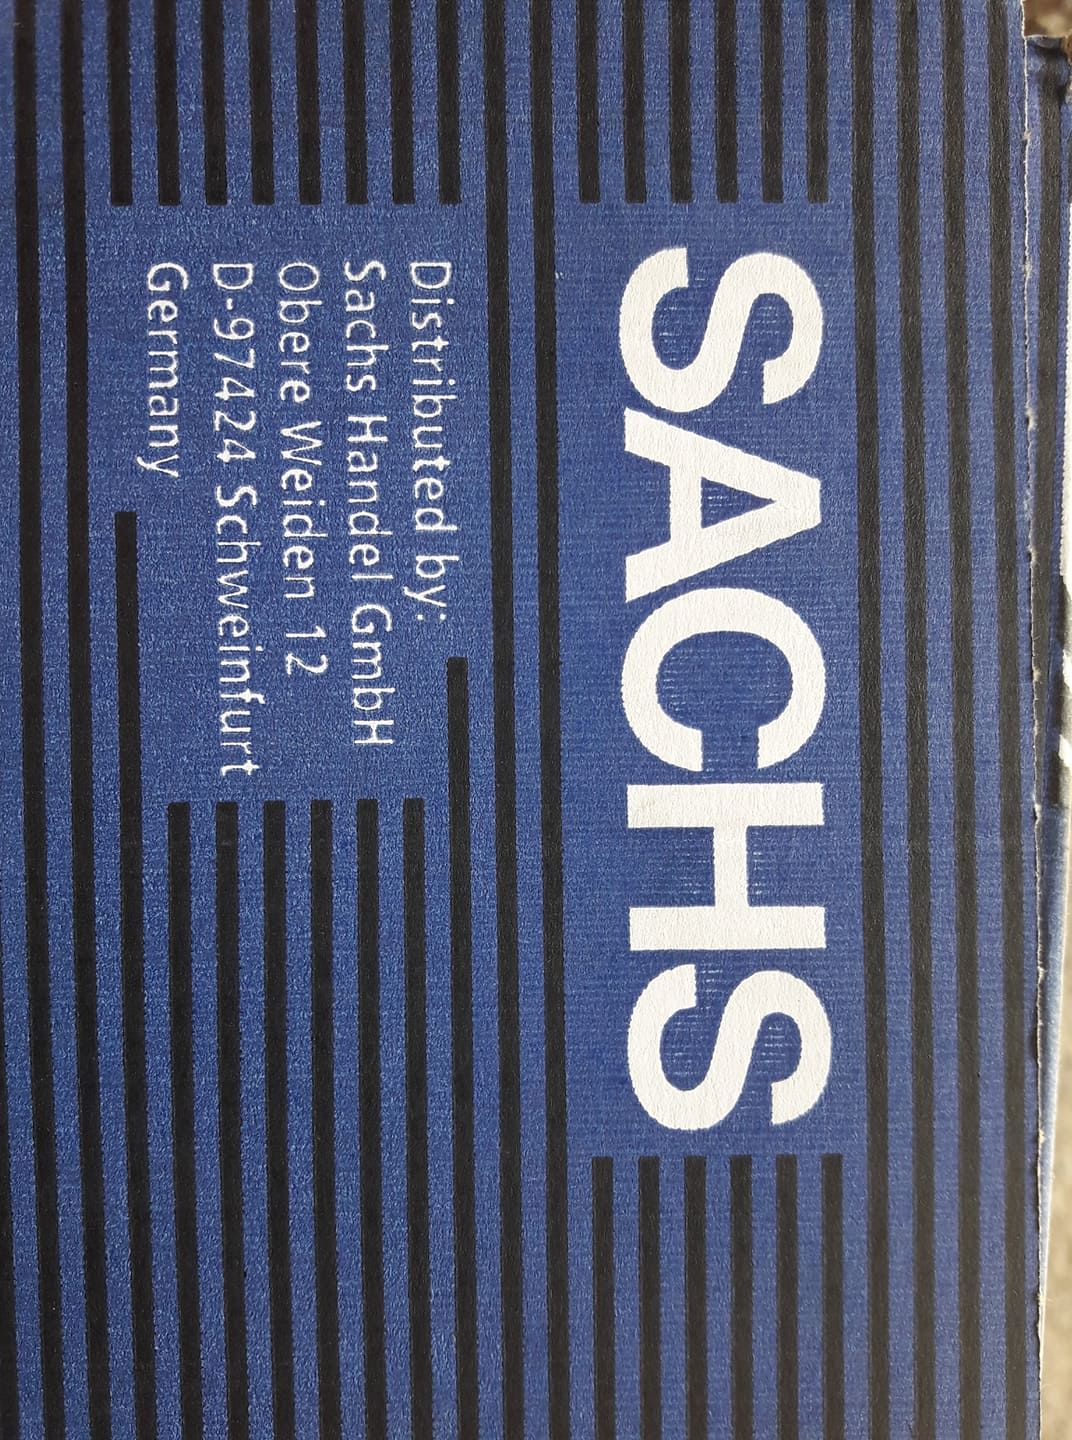 SACHS
Distributed by:
Sachs Handel GmbH
Obere Weiden 12
D-97424 Schweinfurt
Germany